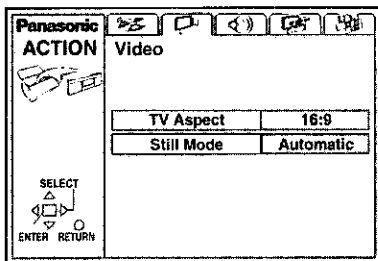 Panasonic
ACTION
Video
TV Aspect 16:9
Still Mode Automatic
SELECT
ENTER RETURN